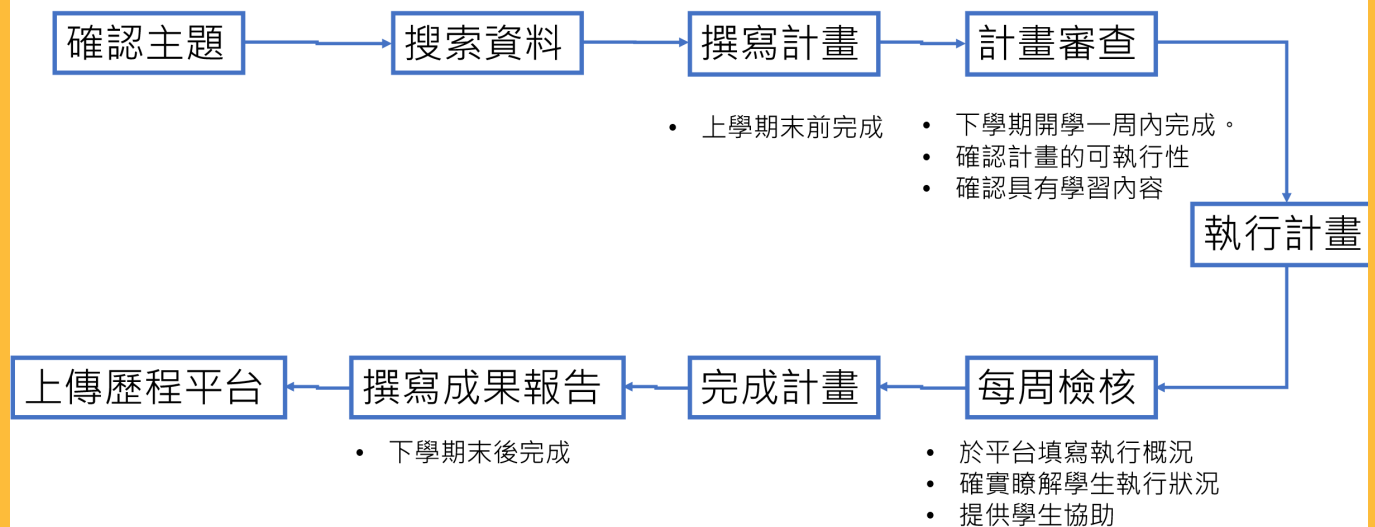 確認主題
搜索資料
撰寫計畫
計畫審查
• 上學期末前完成
• 下學期開學一周內完成。
• 確認計畫的可執行性
• 確認具有學習內容
執行計畫
每周檢核
• 於平台填寫執行概況
• 確實瞭解學生執行狀況
• 提供學生協助
完成計畫
撰寫成果報告
• 下學期末後完成
上傳歷程平台